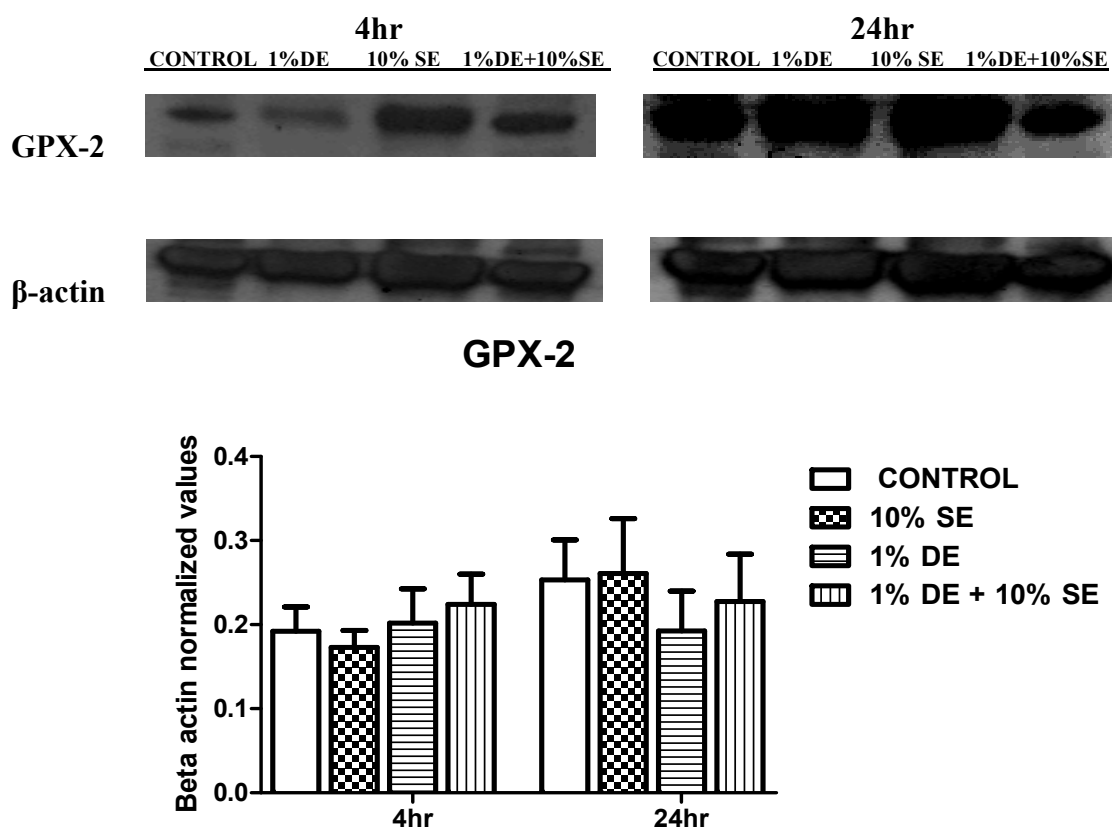 4hr 24hr
CONTROL 1%DE 10% SE 1%DE+10%SE CONTROL 1%DE 10% SE 1%DE+10%SE
GPX-2
β-actin
GPX-2
Beta actin normalized values
0.4
0.3
0.2
0.1
0.0
4hr 24hr
CONTROL
10% SE
1% DE
1% DE + 10% SE